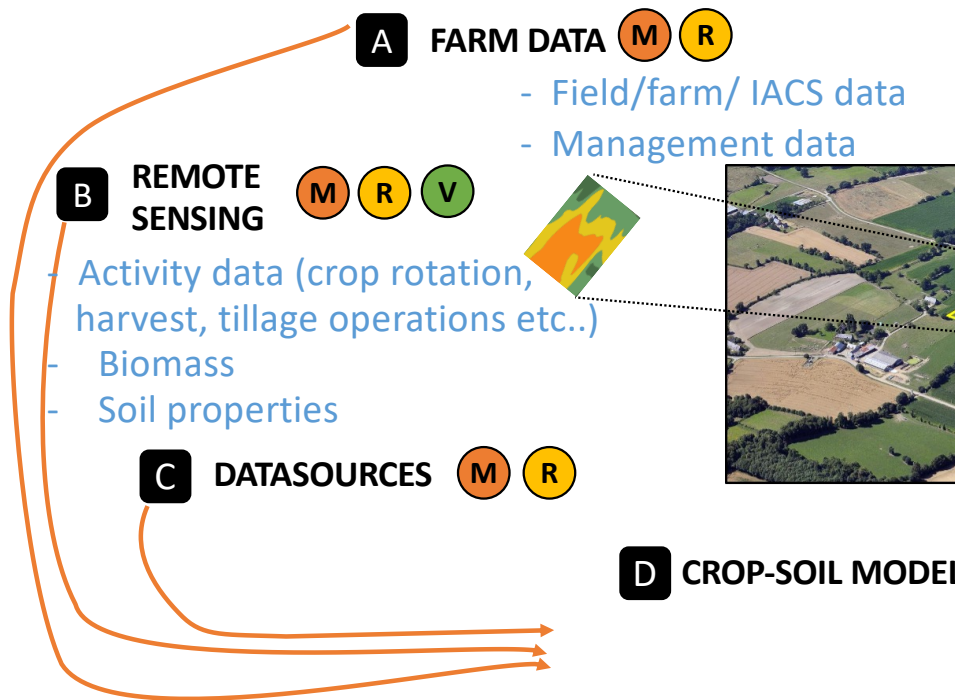 A FARM DATA M R
- Field/farm/ IACS data
- Management data
B REMOTE SENSING M R V
- Activity data (crop rotation,
harvest, tillage operations etc..)
- Biomass
- Soil properties
C DATASOURCES M R
D CROP-SOIL MODEL